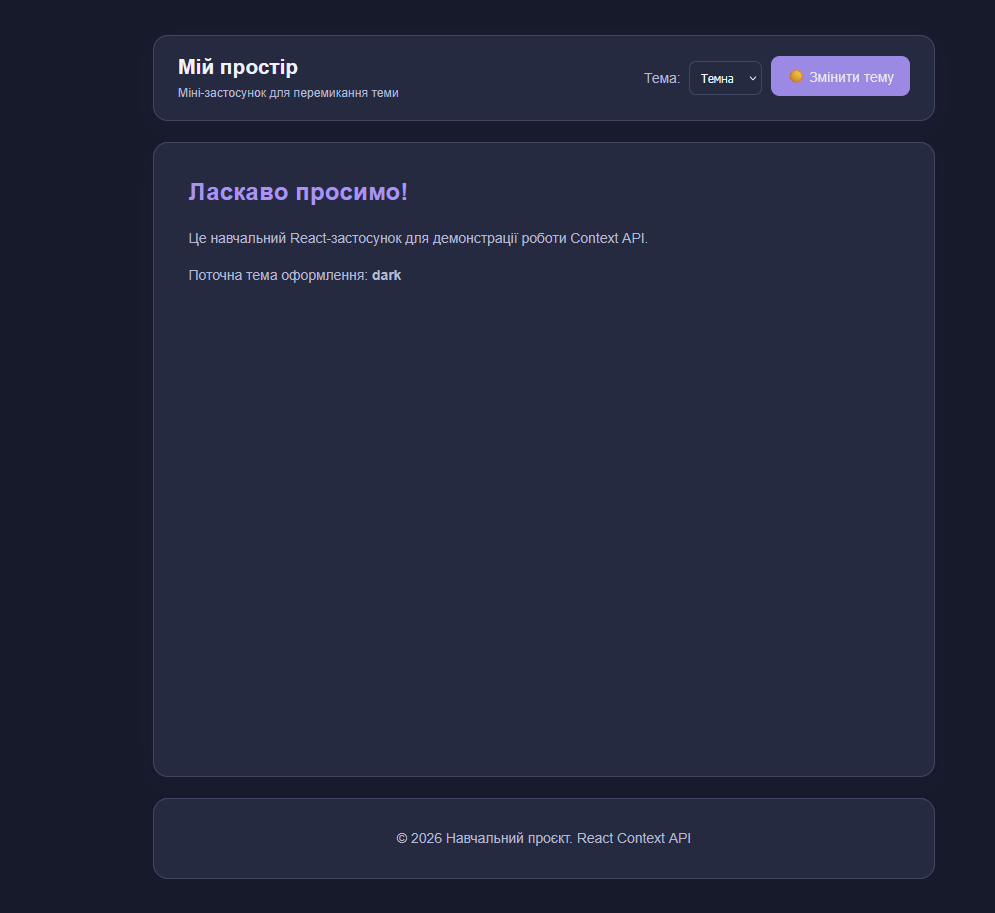 Мій простір
Міні-застосунок для перемикання теми
Тема: Темна Змінити тему
Ласкаво просимо!
Це навчальний React-застосунок для демонстрації роботи Context API.
Поточна тема оформлення: dark
© 2026 Навчальний проєкт. React Context API